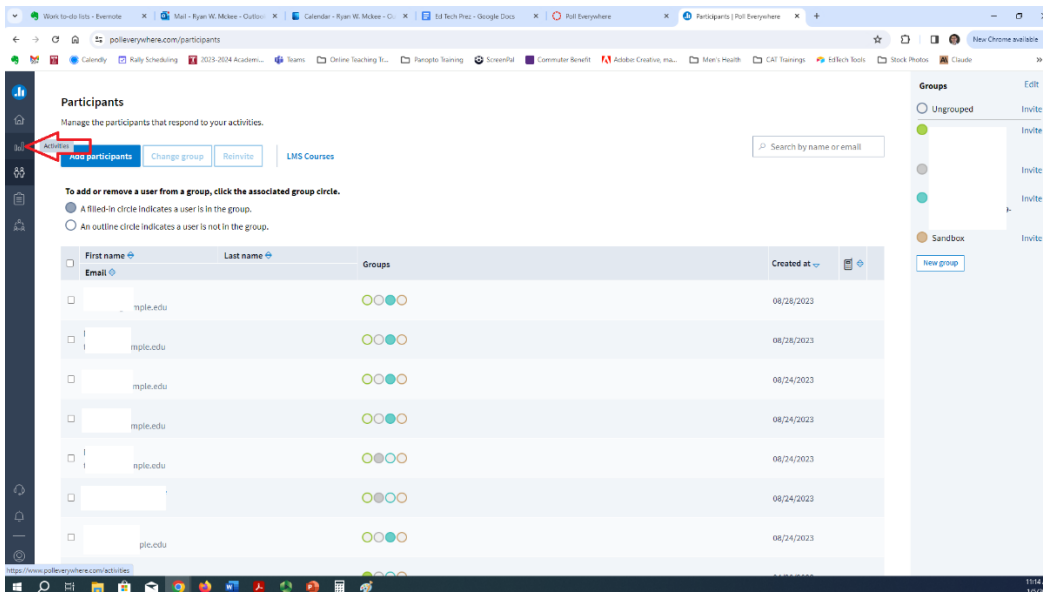 Work to-do lists - Evernote
Mail - Ryan W. Mckee - Outloo
Calendar - Ryan W. Mckee - O
Ed Tech Prez - Google Docs
Poll Everywhere
Participants | Poll Everywhere
polleverywhere.com/participants
New Chrome available
Calendly
Rally Scheduling
2023-2024 Academi...
Teams
Online Teaching Tr...
Panopto Training
ScreenPal
Commuter Benefit
Adobe: Creative, ma...
Men's Health
CAT Trainings
EdTech Tools
Stock Photos
Claude
Participants
Manage the participants that respond to your activities.
Activities
Add participants
Change group
Reinvite
LMS Courses
Search by name or email
To add or remove a user from a group, click the associated group circle.
A filled-in circle indicates a user is in the group.
An outline circle indicates a user is not in the group.
First name
Last name
Email
Groups
Created at
mple.edu
08/28/2023
mple.edu
08/28/2023
mple.edu
08/24/2023
mple.edu
08/24/2023
mple.edu
08/24/2023
08/24/2023
ple.edu
08/24/2023
Groups
Edit
Ungrouped
Invite
Invite
Invite
Invite
Sandbox
Invite
New group
https://www.polleverywhere.com/activities
11:14